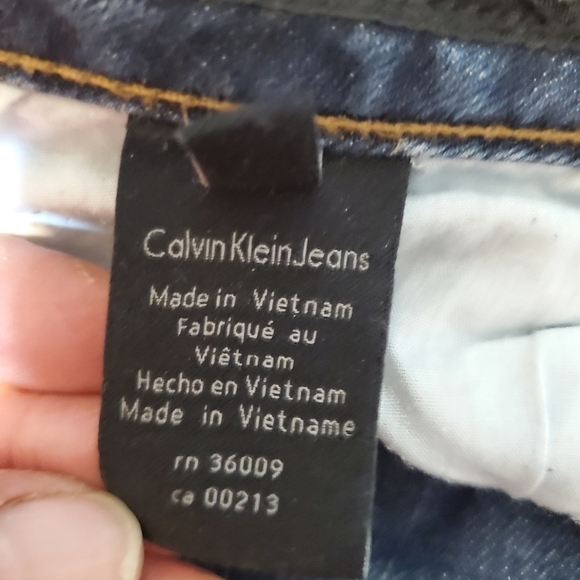 CalvinKleinJeans
Made in Vietnam
Fabriqué au
Viêtnam
Hecho en Vietnam
Made in Vietname
rn 36009
ca 00213